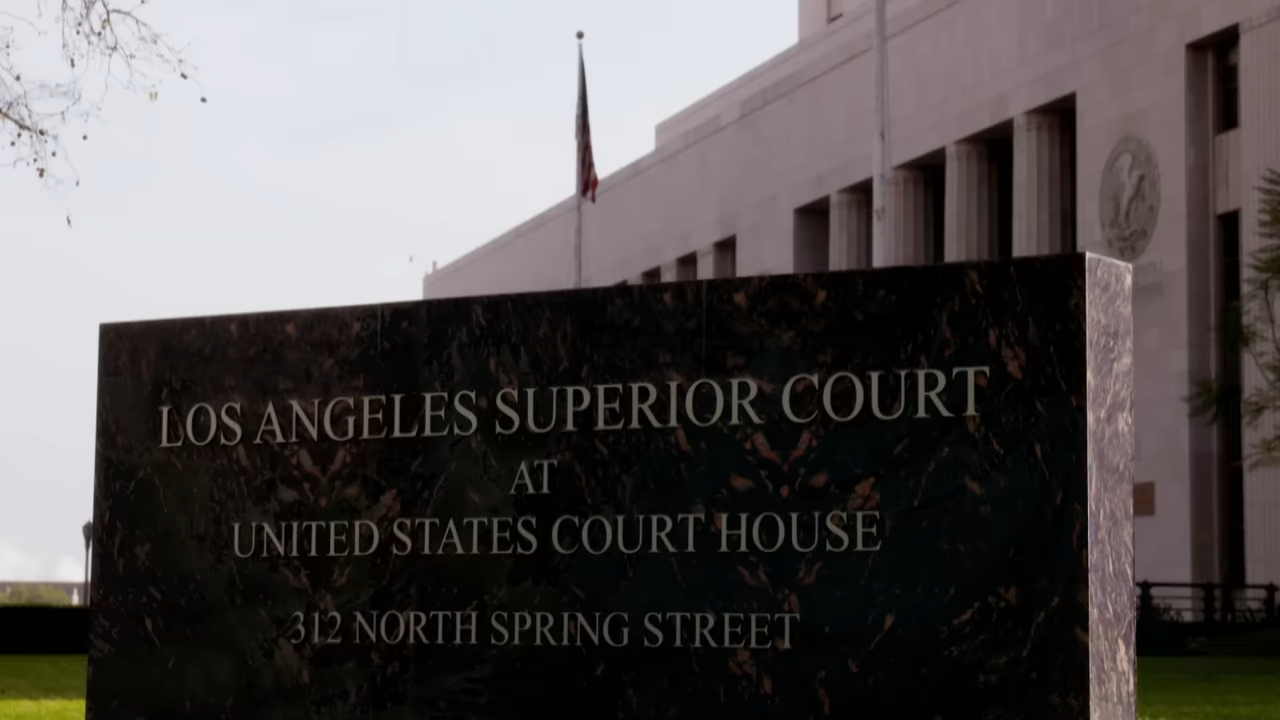 LOS ANGELES SUPERIOR COURT
AT
UNITED STATES COURT HOUSE
312 NORTH SPRING STREET